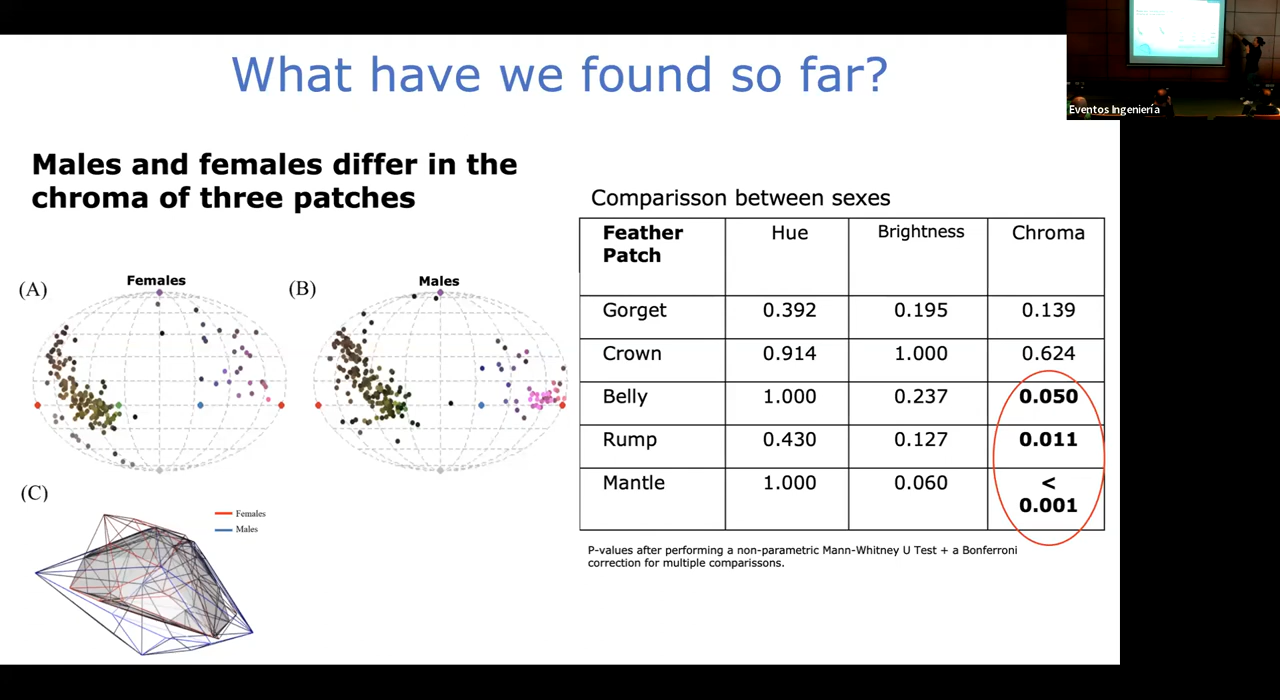 What have we found so far?
Eventos Ingeniería
Males and females differ in the
chroma of three patches
(A)
Females
(B)
Males
(C)
Females
Males
Comparisson between sexes
Feather Patch Hue Brightness Chroma
Gorget 0.392 0.195 0.139
Crown 0.914 1.000 0.624
Belly 1.000 0.237 0.050
Rump 0.430 0.127 0.011
Mantle 1.000 0.060 < 0.001
P-values after performing a non-parametric Mann-Whitney U Test + a Bonferroni
correction for multiple comparissons.